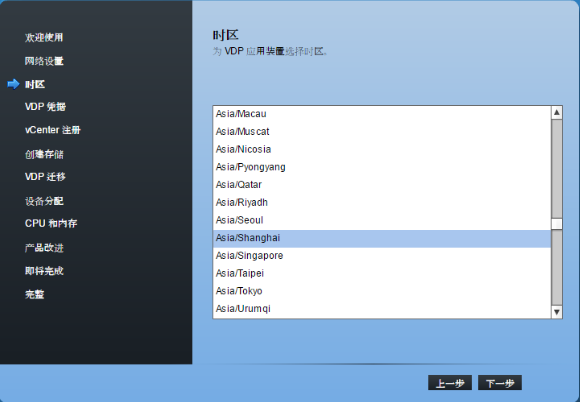 欢迎使用
网络设置
时区
VDP 凭据
vCenter 注册
创建存储
VDP 迁移
设备分配
CPU 和内存
产品改进
即将完成
完整
时区
为 VDP 应用装置选择时区。
Asia/Macau
Asia/Muscat
Asia/Nicosia
Asia/Pyongyang
Asia/Qatar
Asia/Riyadh
Asia/Seoul
Asia/Shanghai
Asia/Singapore
Asia/Taipei
Asia/Tokyo
Asia/Urumqi
上一步 下一步